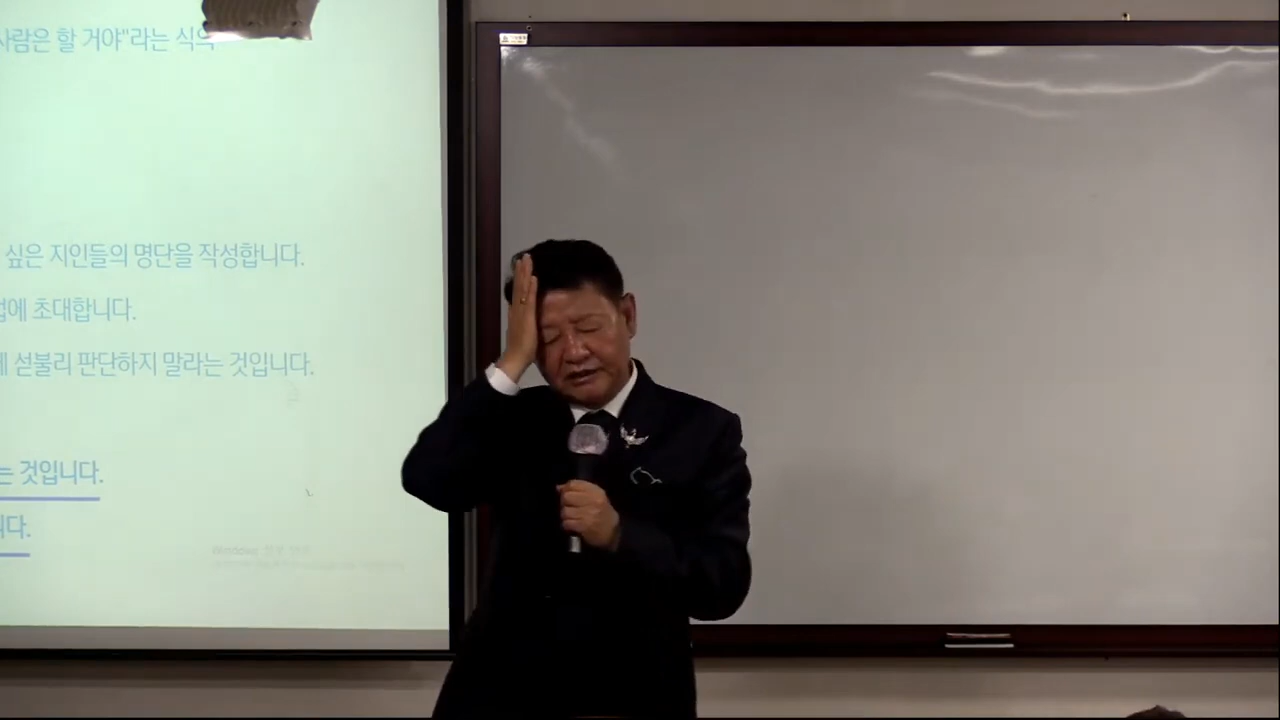 사람은 할 거야"라는 식의
싶은 지인들의 명단을 작성합니다.
초대합니다.
섣불리 판단하지 말라는 것입니다.
는 것입니다.
니다.